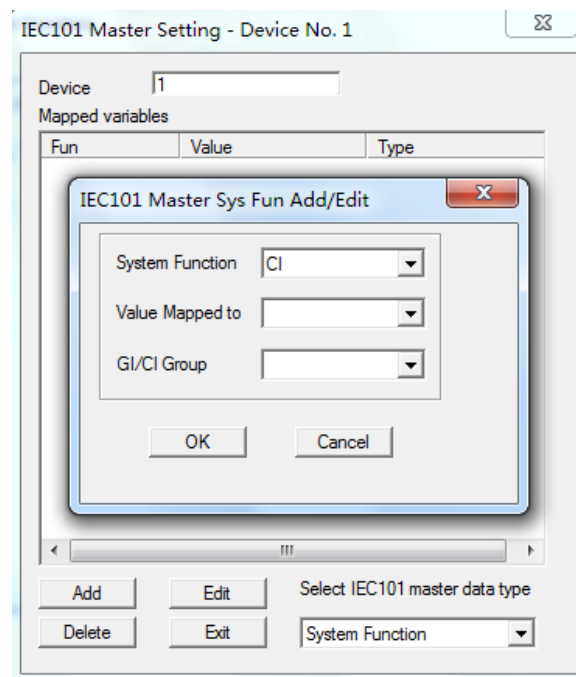 IEC101 Master Setting - Device No. 1
Device 1
Mapped variables
Fun Value Type
IEC101 Master Sys Fun Add/Edit
System Function CI
Value Mapped to
GI/CI Group
OK Cancel
Add Edit Select IEC101 master data type
Delete Exit System Function